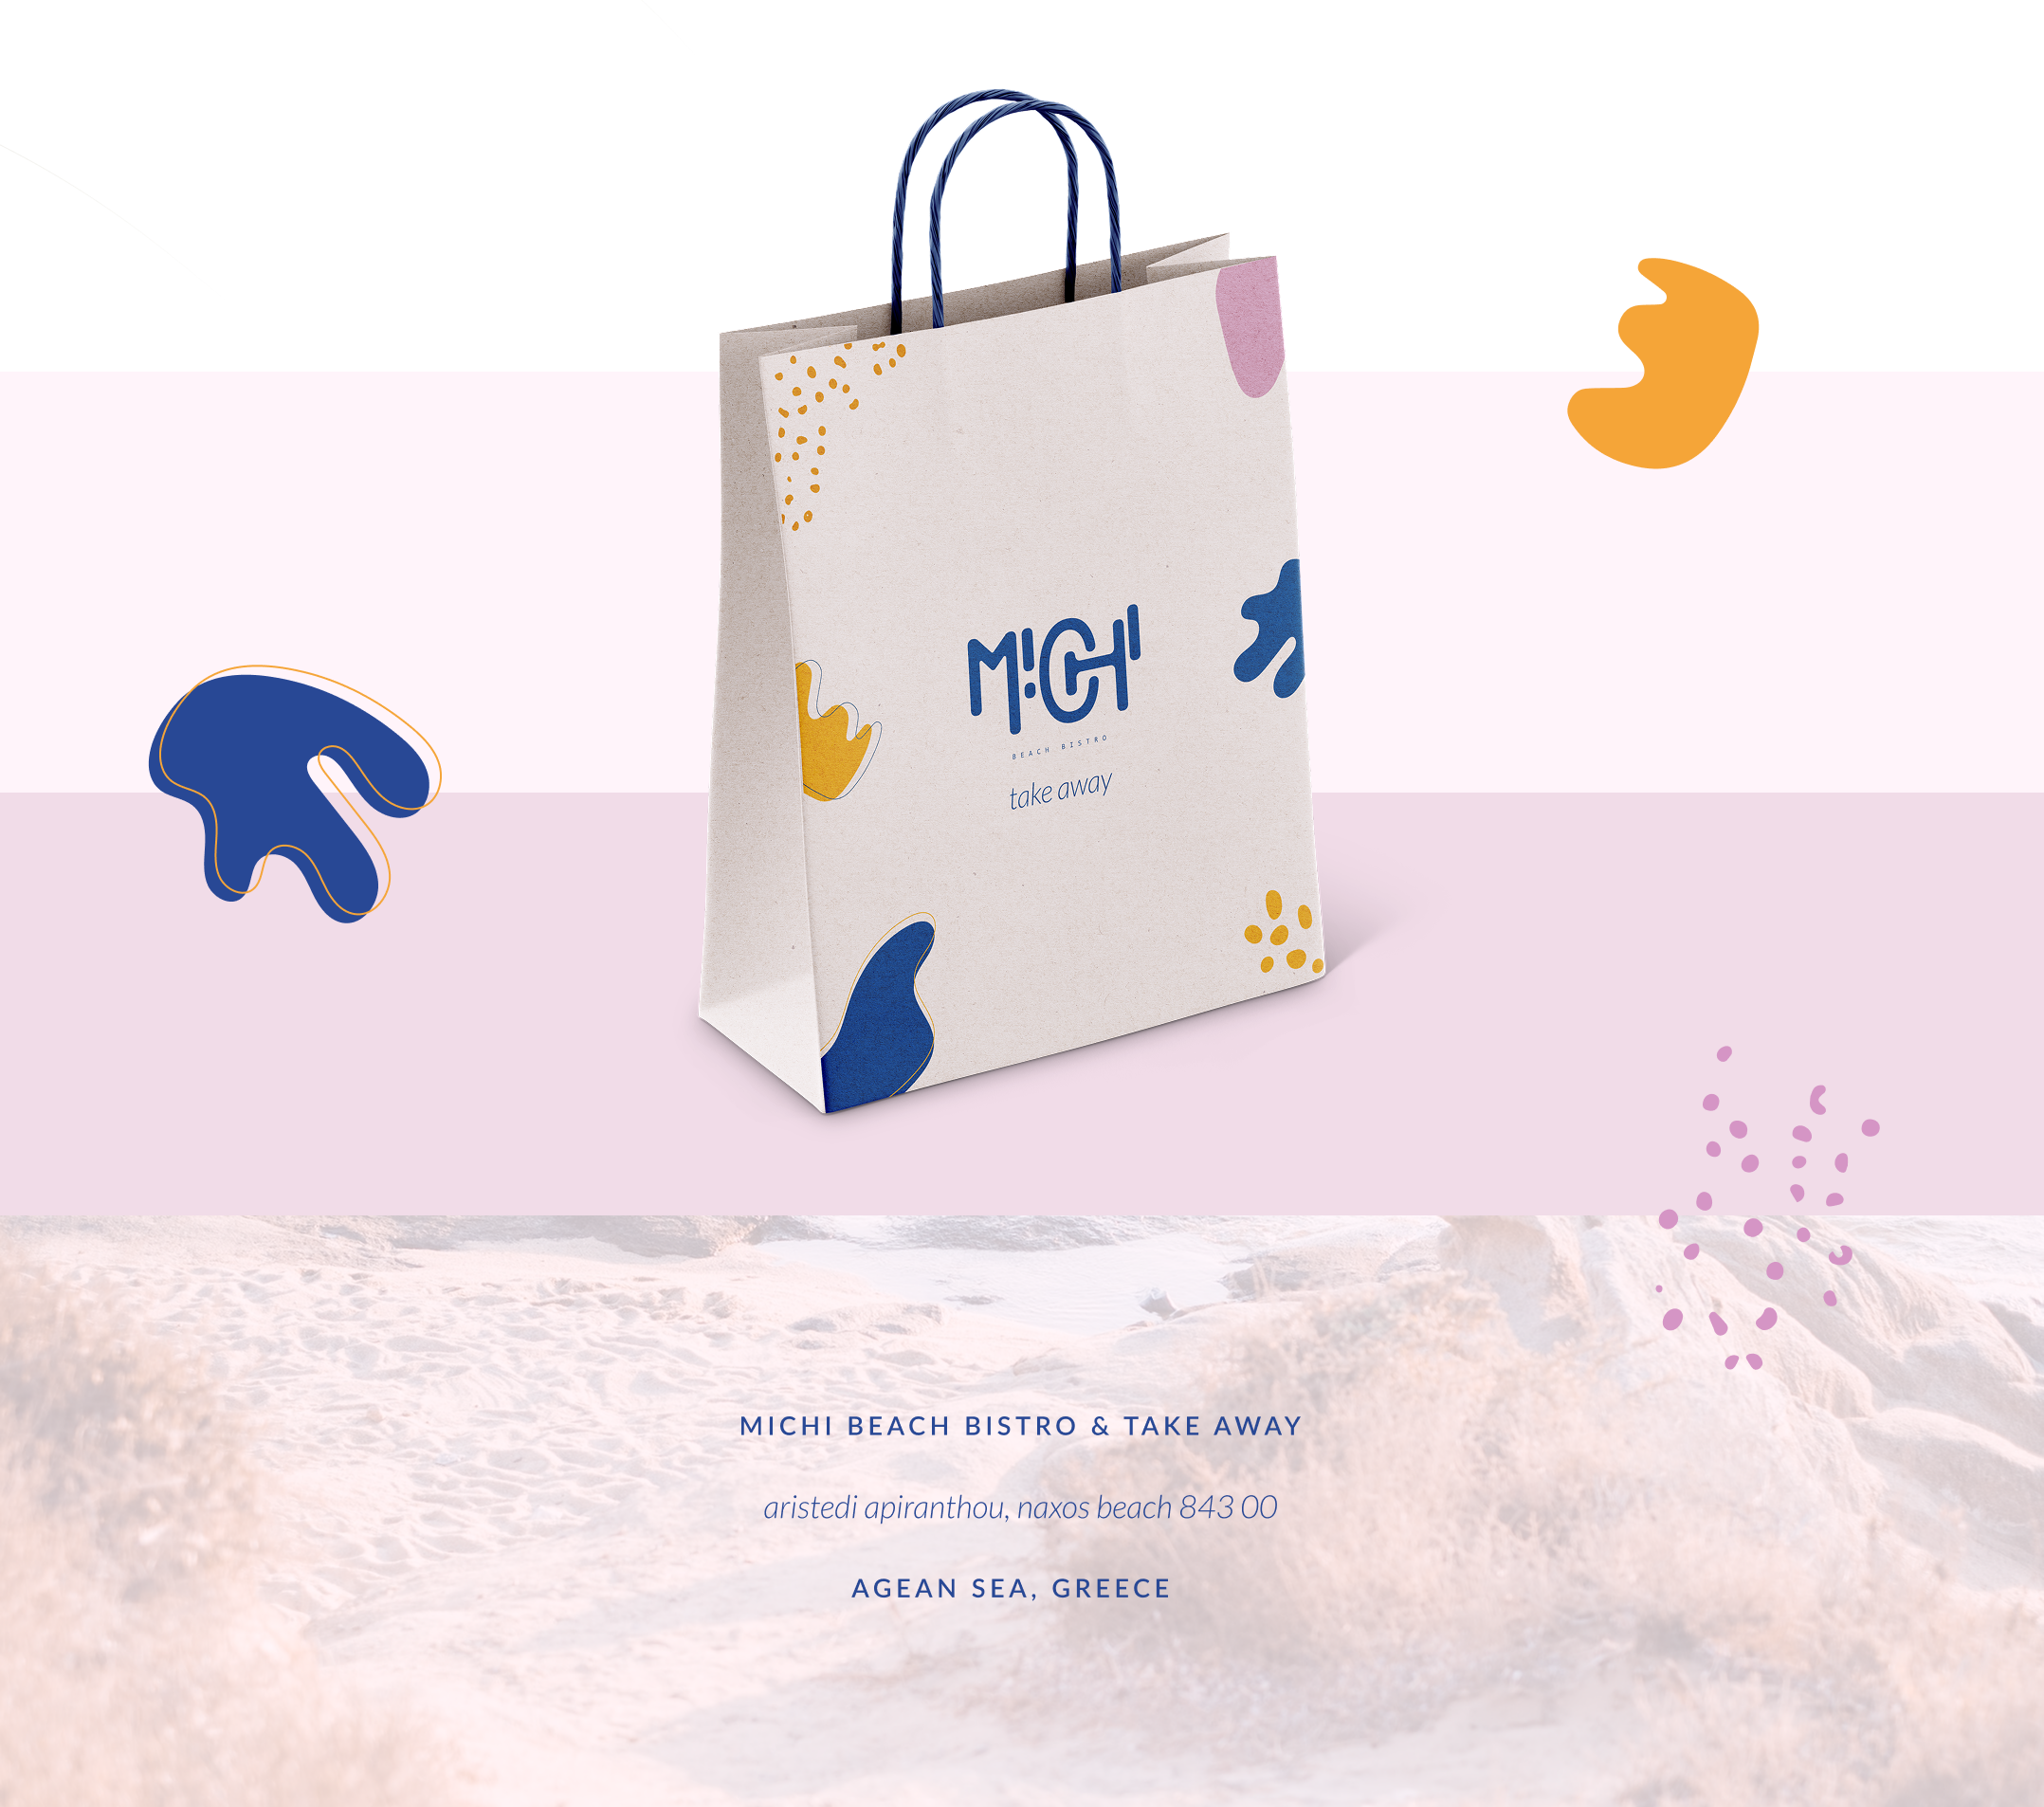 MICHI
BEACH BISTRO
take away
MICHI BEACH BISTRO & TAKE AWAY
aristedi apiranthou, naxos beach 843 00
AGEAN SEA, GREECE